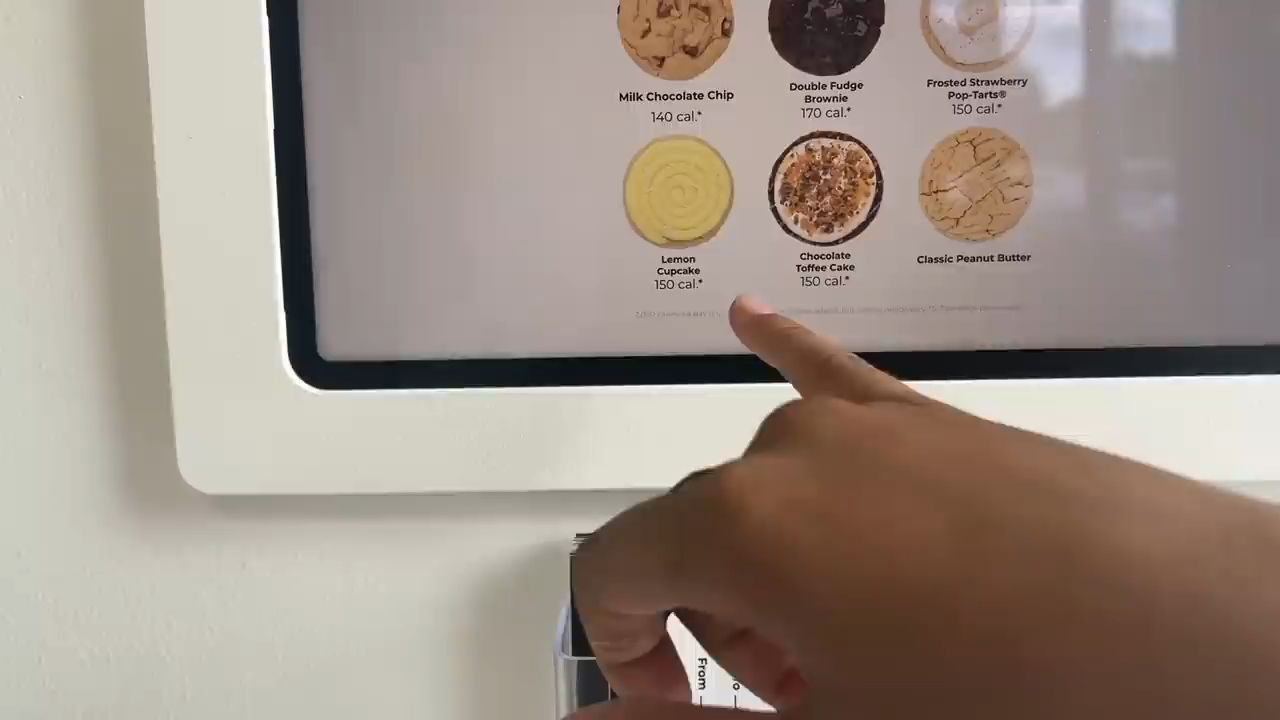 Milk Chocolate Chip
140 cal.*
Double Fudge
Brownie
170 cal.*
Frosted Strawberry
Pop-Tarts®
150 cal.*
Lemon
Cupcake
150 cal.*
Chocolate
Toffee Cake
150 cal.*
Classic Peanut Butter
From